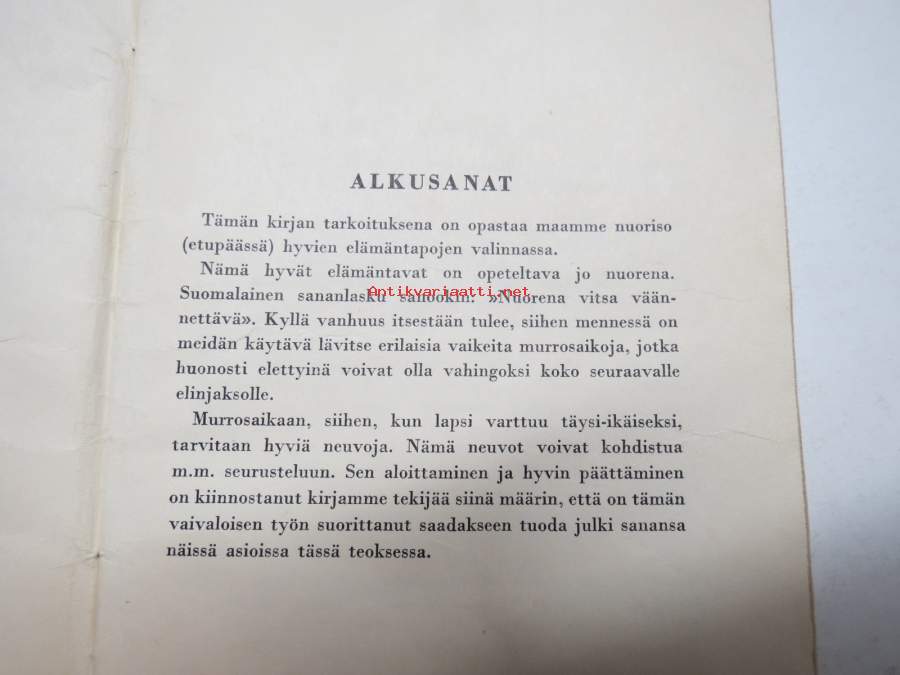 ALKUSANAT
Tämän kirjan tarkoituksena on opastaa maamme nuoriso
(etupäässä) hyvien elämäntapojen valinnassa.
Nämä hyvät elämäntavat on opeteltava jo nuorena.
Antikvariaatti.net
Suomalainen sananlasku sanookin: »Nuorena vitsa vään-
nettävä». Kyllä vanhuus itsestään tulee, siihen mennessä on
meidän käytävä lävitse erilaisia vaikeita murrosaikoja, jotka
huonosti elettyinä voivat olla vahingoksi koko seuraavalle
elinjaksolle.
Murrosaikaan, siihen, kun lapsi varttuu täysi-ikäiseksi,
tarvitaan hyviä neuvoja. Nämä neuvot voivat kohdistua
m.m. seurusteluun. Sen aloittaminen ja hyvin päättäminen
on kiinnostanut kirjamme tekijää siinä määrin, että on tämän
vaivaloisen työn suorittanut saadakseen tuoda julki sanansa
näissä asioissa tässä teoksessa.